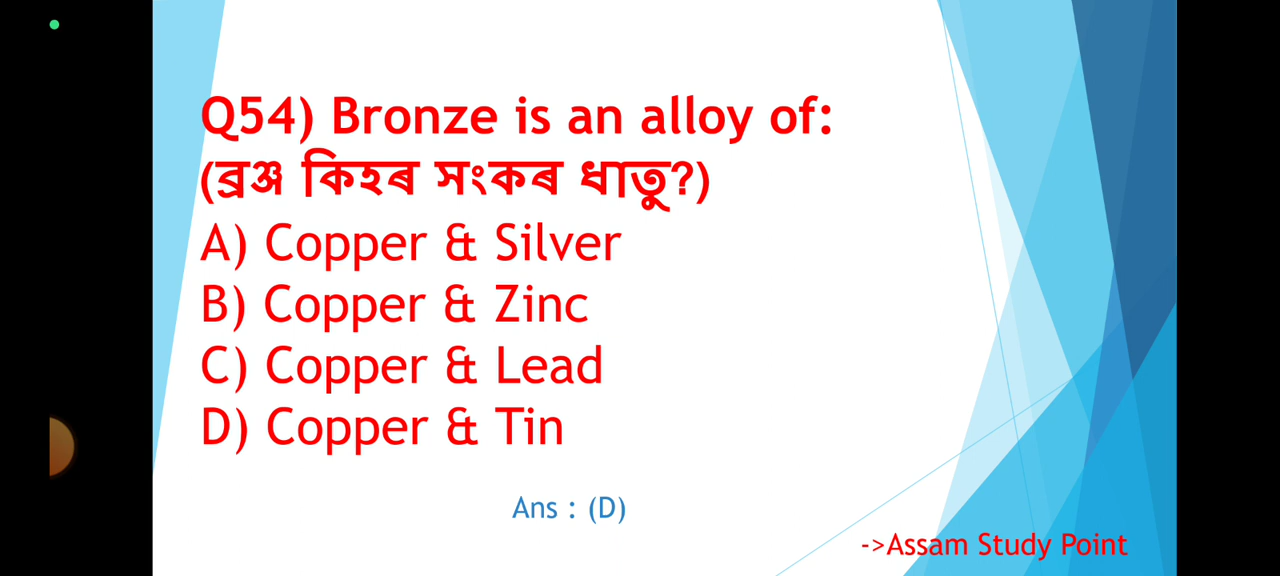 Q54) Bronze is an alloy of:
(ব্ৰঞ্জ কিহৰ সংকৰ ধাতু?)
A) Copper & Silver
B) Copper & Zinc
C) Copper & Lead
D) Copper & Tin
Ans : (D)
->Assam Study Point